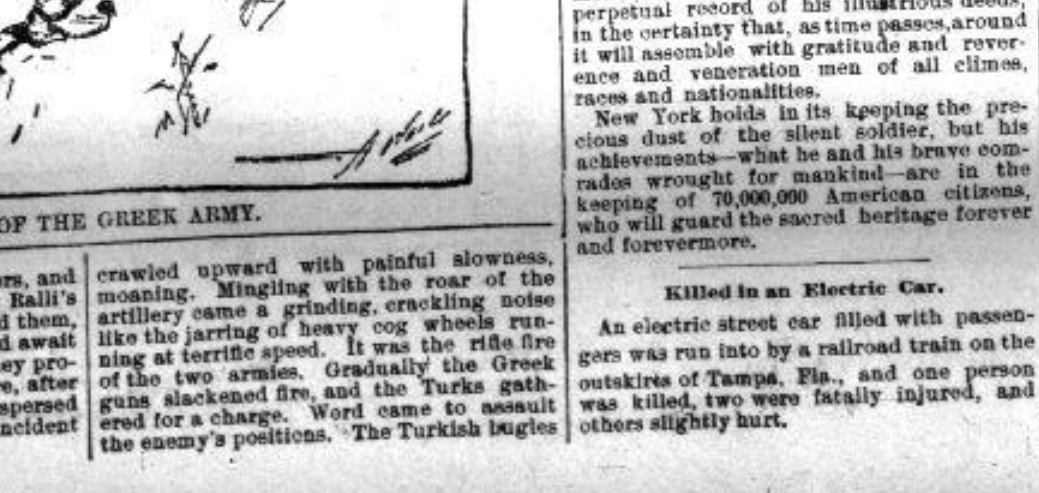 OF THE GREEK ARMY.
ers, and
Ralli's
d them,
d await
ey pro-
e, after
spersed
ncident
crawled upward with painful slowness,
moaning. Mingling with the roar of the
artillery came a grinding, crackling noise
like the jarring of heavy cog wheels run-
ning at terrific speed. It was the rifle fire
of the two armies. Gradually the Greek
guns slackened fire, and the Turks gath-
ered for a charge. Word came to assault
the enemy's positions. The Turkish bugles
perpetual record of his illustrious deeds,
in the certainty that, as time passes, around
it will assemble with gratitude and rever-
ence and veneration men of all climes,
races and nationalities.
New York holds in its keeping the pre-
cious dust of the silent soldier, but his
achievements—what he and his brave com-
rades wrought for mankind—are in the
keeping of 70,000,000 American citizens,
who will guard the sacred heritage forever
and forevermore.
Killed in an Electric Car.
An electric street car filled with passen-
gers was run into by a railroad train on the
outskirts of Tampa, Fla., and one person
was killed, two were fatally injured, and
others slightly hurt.